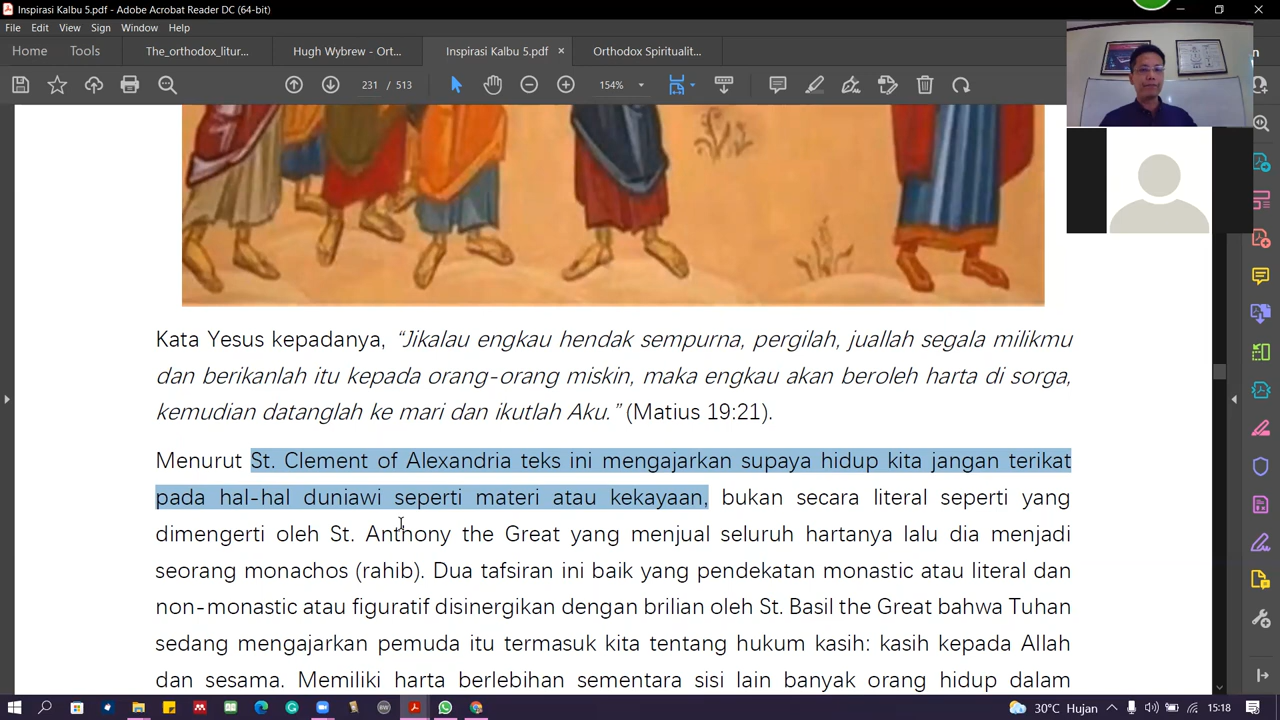 Inspirasi Kalbu 5.pdf - Adobe Acrobat Reader DC (64-bit)
File Edit View Sign Window Help
Home Tools The_orthodox_litur... Hugh Wybrew - Ort... Inspirasi Kalbu 5.pdf × Orthodox Spiritualit...
231 / 513 154%
Kata Yesus kepadanya, “Jikalau engkau hendak sempurna, pergilah, juallah segala milikmu
dan berikanlah itu kepada orang-orang miskin, maka engkau akan beroleh harta di sorga,
kemudian datanglah ke mari dan ikutlah Aku.” (Matius 19:21).
Menurut St. Clement of Alexandria teks ini mengajarkan supaya hidup kita jangan terikat
pada hal-hal duniawi seperti materi atau kekayaan, bukan secara literal seperti yang
dimengerti oleh St. Anthony the Great yang menjual seluruh hartanya lalu dia menjadi
seorang monachos (rahib). Dua tafsiran ini baik yang pendekatan monastic atau literal dan
non-monastic atau figuratif disinergikan dengan brilian oleh St. Basil the Great bahwa Tuhan
sedang mengajarkan pemuda itu termasuk kita tentang hukum kasih: kasih kepada Allah
dan sesama. Memiliki harta berlebihan sementara sisi lain banyak orang hidup dalam
30°C Hujan 15:18